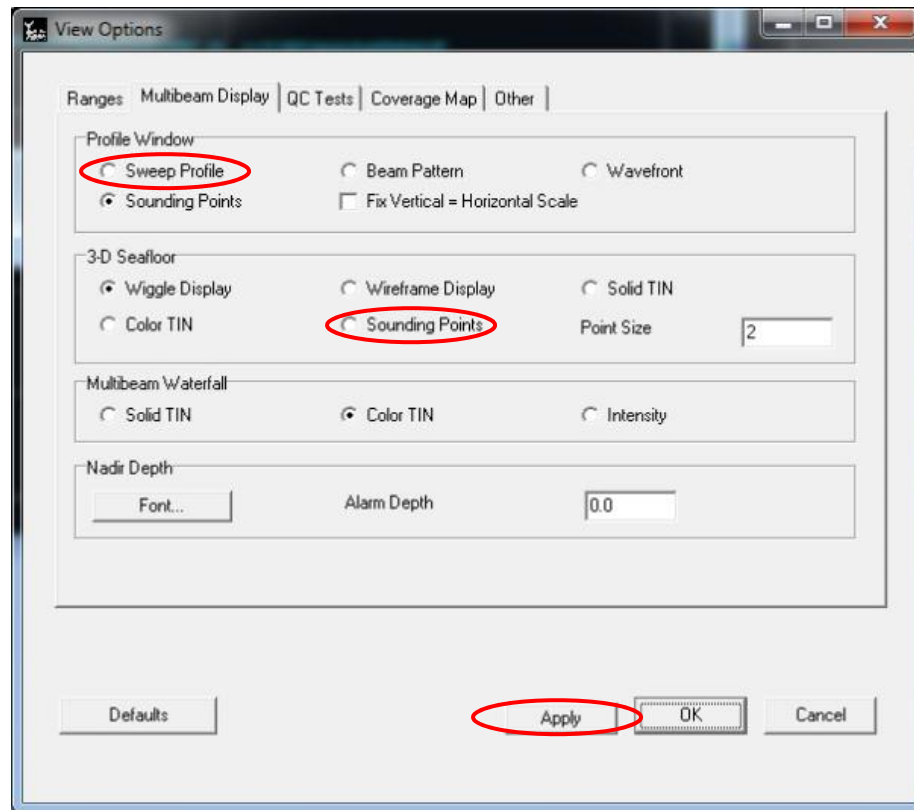 View Options
Ranges Multibeam Display QC Tests Coverage Map Other
Profile Window
Sweep Profile Beam Pattern Wavefront
Sounding Points Fix Vertical = Horizontal Scale
3-D Seafloor
Wiggle Display Wireframe Display Solid TIN
Color TIN Sounding Points Point Size 2
Multibeam Waterfall
Solid TIN Color TIN Intensity
Nadir Depth
Font... Alarm Depth 0.0
Defaults Apply OK Cancel